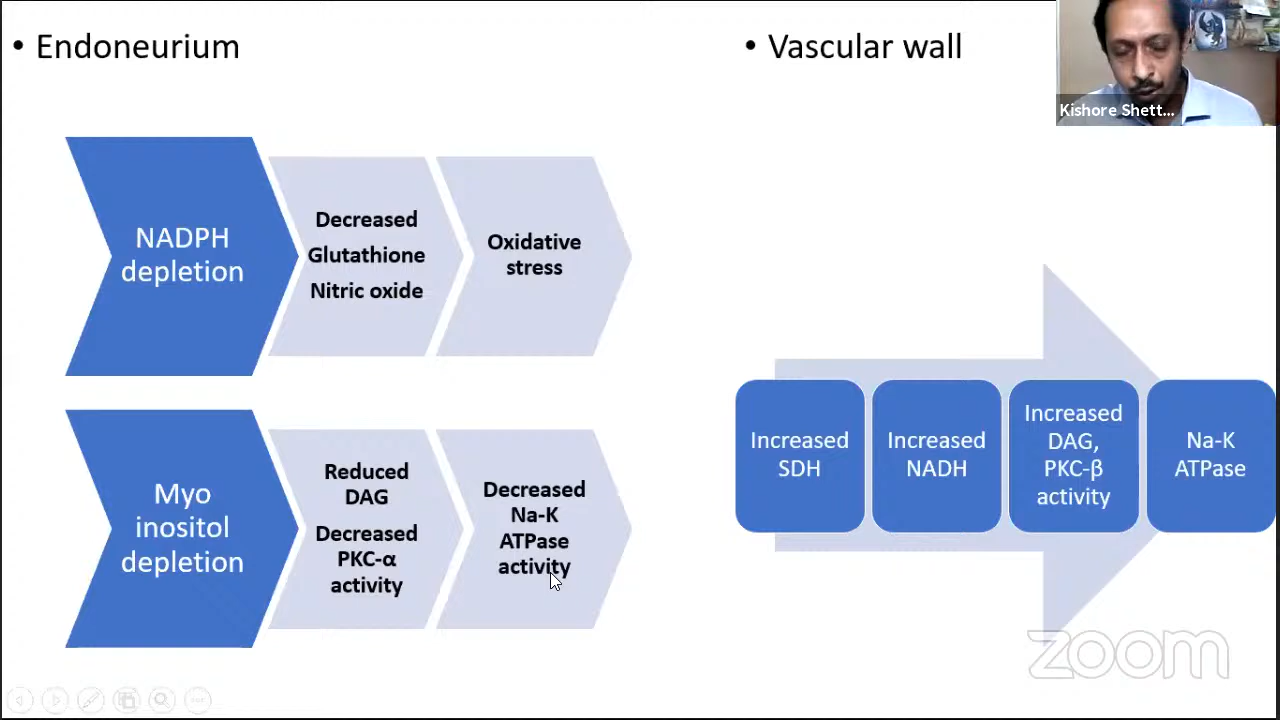 • Endoneurium
NADPH
depletion
Decreased
Glutathione
Nitric oxide
Oxidative
stress
Myo
inositol
depletion
Reduced
DAG
Decreased
PKC-α
activity
Decreased
Na-K
ATPase
activity
• Vascular wall
Increased
SDH
Increased
NADH
Increased
DAG,
PKC-β
activity
Na-K
ATPase
Kishore Shett...
zoom